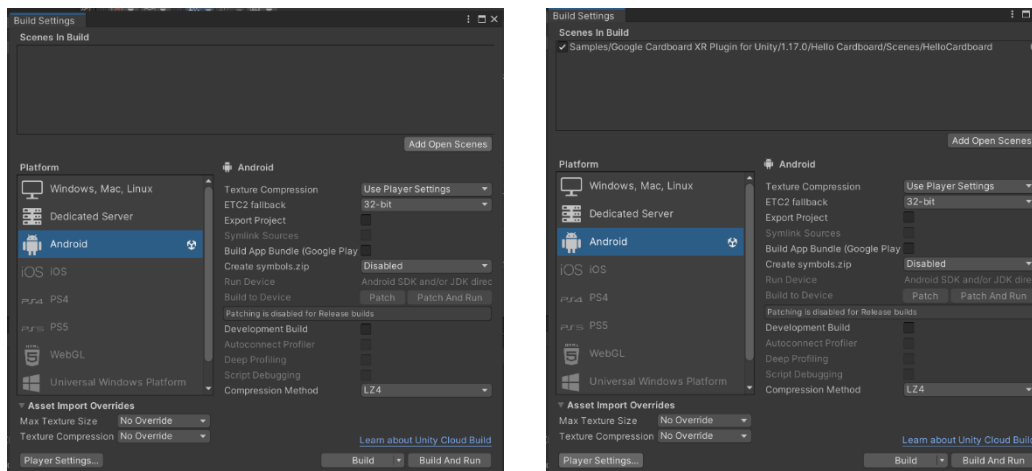 Build Settings
Scenes In Build
Add Open Scenes
Platform
Windows, Mac, Linux
Dedicated Server
Android
iOS iOS
PS4 PS4
PS5 PS5
HTML 5 WebGL
Universal Windows Platform
Android
Texture Compression Use Player Settings
ETC2 fallback 32-bit
Export Project
Symlink Sources
Build App Bundle (Google Play
Create symbols.zip Disabled
Run Device Android SDK and/or JDK direc
Build to Device Patch Patch And Run
Patching is disabled for Release builds
Development Build
Autoconnect Profiler
Deep Profiling
Script Debugging
Compression Method LZ4
Asset Import Overrides
Max Texture Size No Override
Texture Compression No Override
Learn about Unity Cloud Build
Player Settings... Build Build And Run
Build Settings
Scenes In Build
Samples/Google Cardboard XR Plugin for Unity/1.17.0/Hello Cardboard/Scenes/HelloCardboard
Add Open Scenes
Platform
Windows, Mac, Linux
Dedicated Server
Android
iOS iOS
PS4 PS4
PS5 PS5
HTML 5 WebGL
Universal Windows Platform
Android
Texture Compression Use Player Settings
ETC2 fallback 32-bit
Export Project
Symlink Sources
Build App Bundle (Google Play
Create symbols.zip Disabled
Run Device Android SDK and/or JDK dire
Build to Device Patch Patch And Run
Patching is disabled for Release builds
Development Build
Autoconnect Profiler
Deep Profiling
Script Debugging
Compression Method LZ4
Asset Import Overrides
Max Texture Size No Override
Texture Compression No Override
Learn about Unity Cloud Build
Player Settings... Build Build And Run